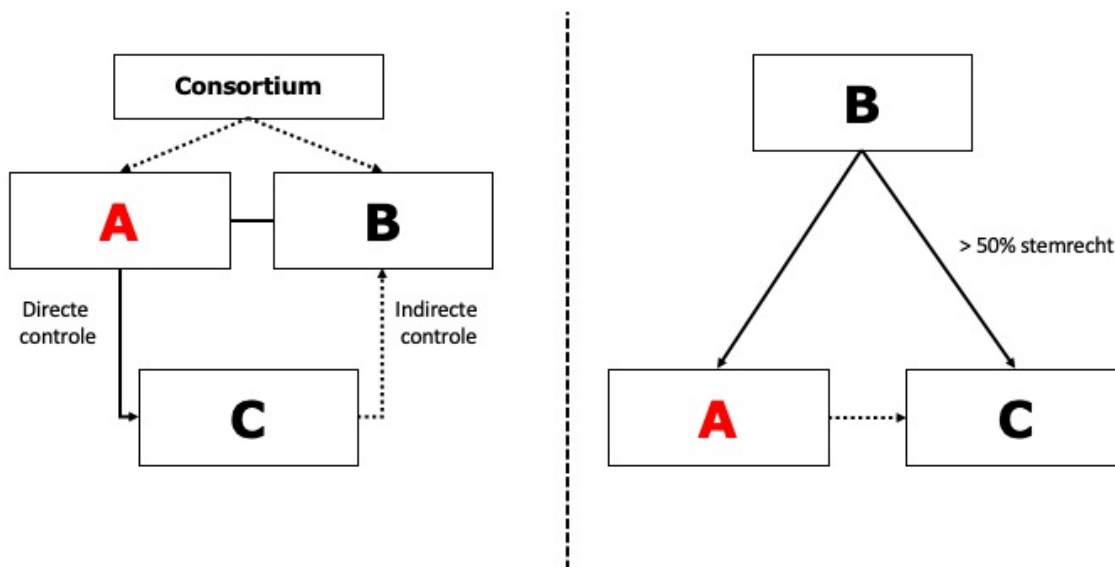 Consortium
A
B
Directe
controle
Indirecte
controle
C
B
> 50% stemrecht
A
C